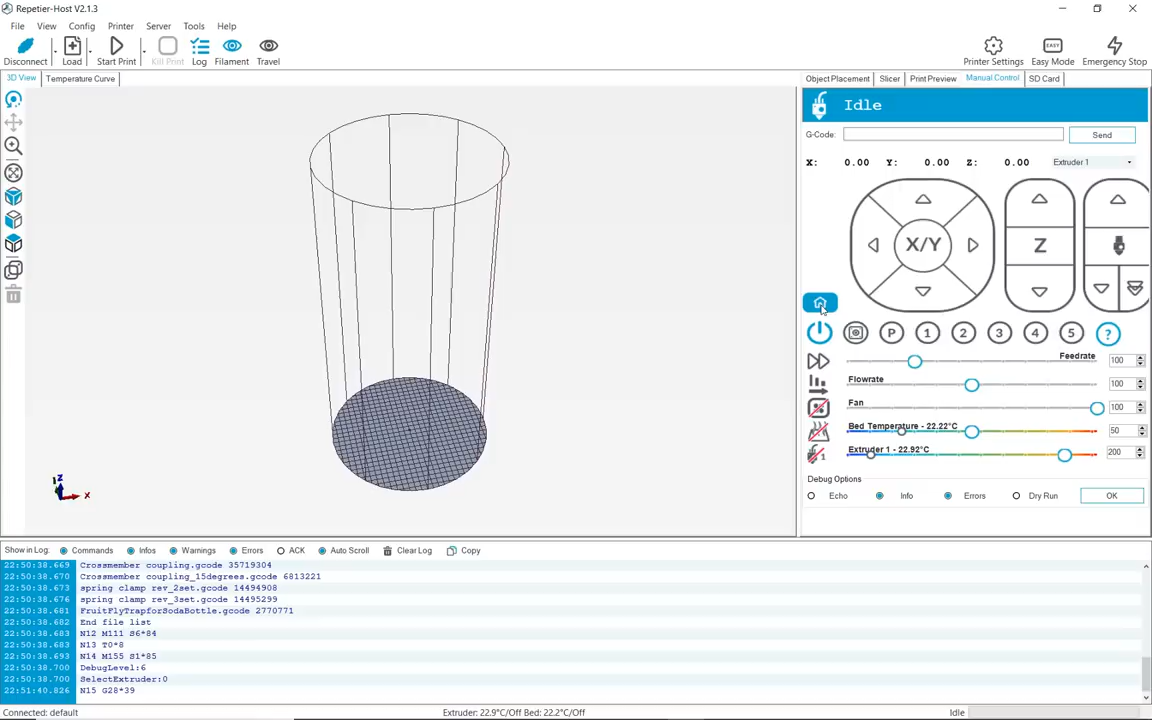 Repetier-Host V2.1.3
File View Config Printer Server Tools Help
Disconnect Load Start Print Kill Print Log Filament Travel Printer Settings EASY Easy Mode Emergency Stop
3D View Temperature Curve Object Placement Slicer Print Preview Manual Control SD Card
Idle
G-Code: Send
X: 0.00 Y: 0.00 Z: 0.00 Extruder 1
X/Y Z
P 1 2 3 4 5 ?
Feedrate 100
Flowrate 100
Fan 100
Bed Temperature - 22.22°C 50
1 Extruder 1 - 22.92°C 200
Z X
Debug Options
Echo Info Errors Dry Run OK
Show in Log: Commands Infos Warnings Errors ACK Auto Scroll Clear Log Copy
22:50:38.669 Crossmember coupling.gcode 35719304
22:50:38.670 Crossmember coupling_15degrees.gcode 6813221
22:50:38.673 spring clamp rev_2set.gcode 14494908
22:50:38.676 spring clamp rev_3set.gcode 14495299
22:50:38.681 FruitFlyTrapforSodaBottle.gcode 2770771
22:50:38.682 End file list
22:50:38.683 N12 M111 S6*84
22:50:38.683 N13 T0*8
22:50:38.693 N14 M155 S1*85
22:50:38.700 DebugLevel:6
22:50:38.700 SelectExtruder:0
22:51:40.826 N15 G28*39
Connected: default Extruder: 22.9°C/Off Bed: 22.2°C/Off Idle